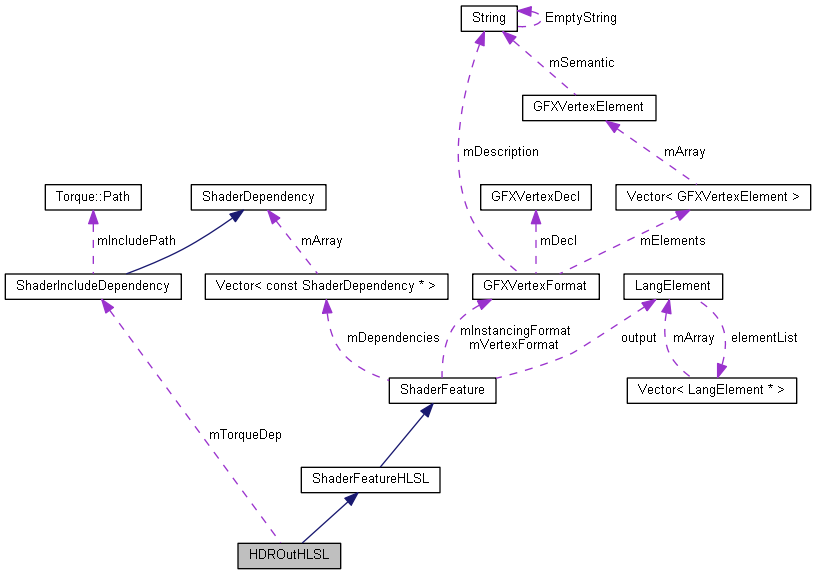 String
EmptyString
mSemantic
GFXVertexElement
mDescription
mArray
Torque::Path
ShaderDependency
GFXVertexDecl
Vector< GFXVertexElement >
mIncludePath
mArray
mDecl
mElements
ShaderIncludeDependency
Vector< const ShaderDependency * >
GFXVertexFormat
LangElement
mDependencies
mInstancingFormat
mVertexFormat
output
mArray
elementList
ShaderFeature
Vector< LangElement * >
mTorqueDep
ShaderFeatureHLSL
HDROutHLSL